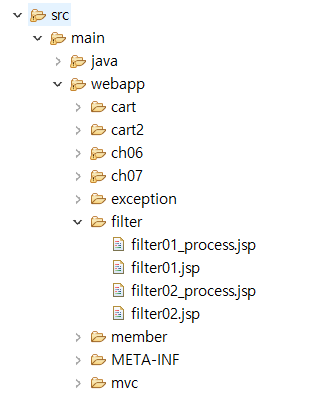 src
main
java
webapp
cart
cart2
ch06
ch07
exception
filter
filter01_process.jsp
filter01.jsp
filter02_process.jsp
filter02.jsp
member
META-INF
mvc